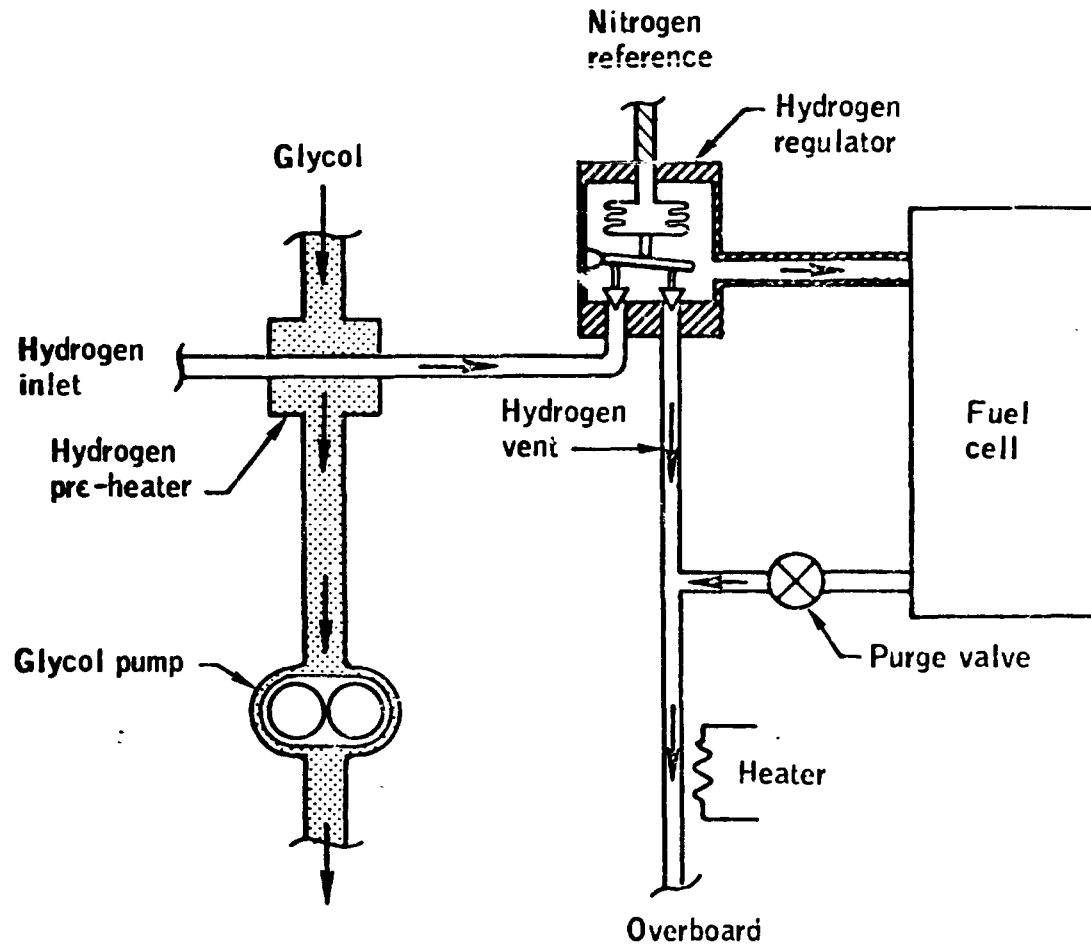 Nitrogen
reference
Hydrogen
regulator
Glycol
Hydrogen
inlet
Hydrogen
pre-heater
Hydrogen
vent
Fuel
cell
Glycol pump
Purge valve
Heater
Overboard